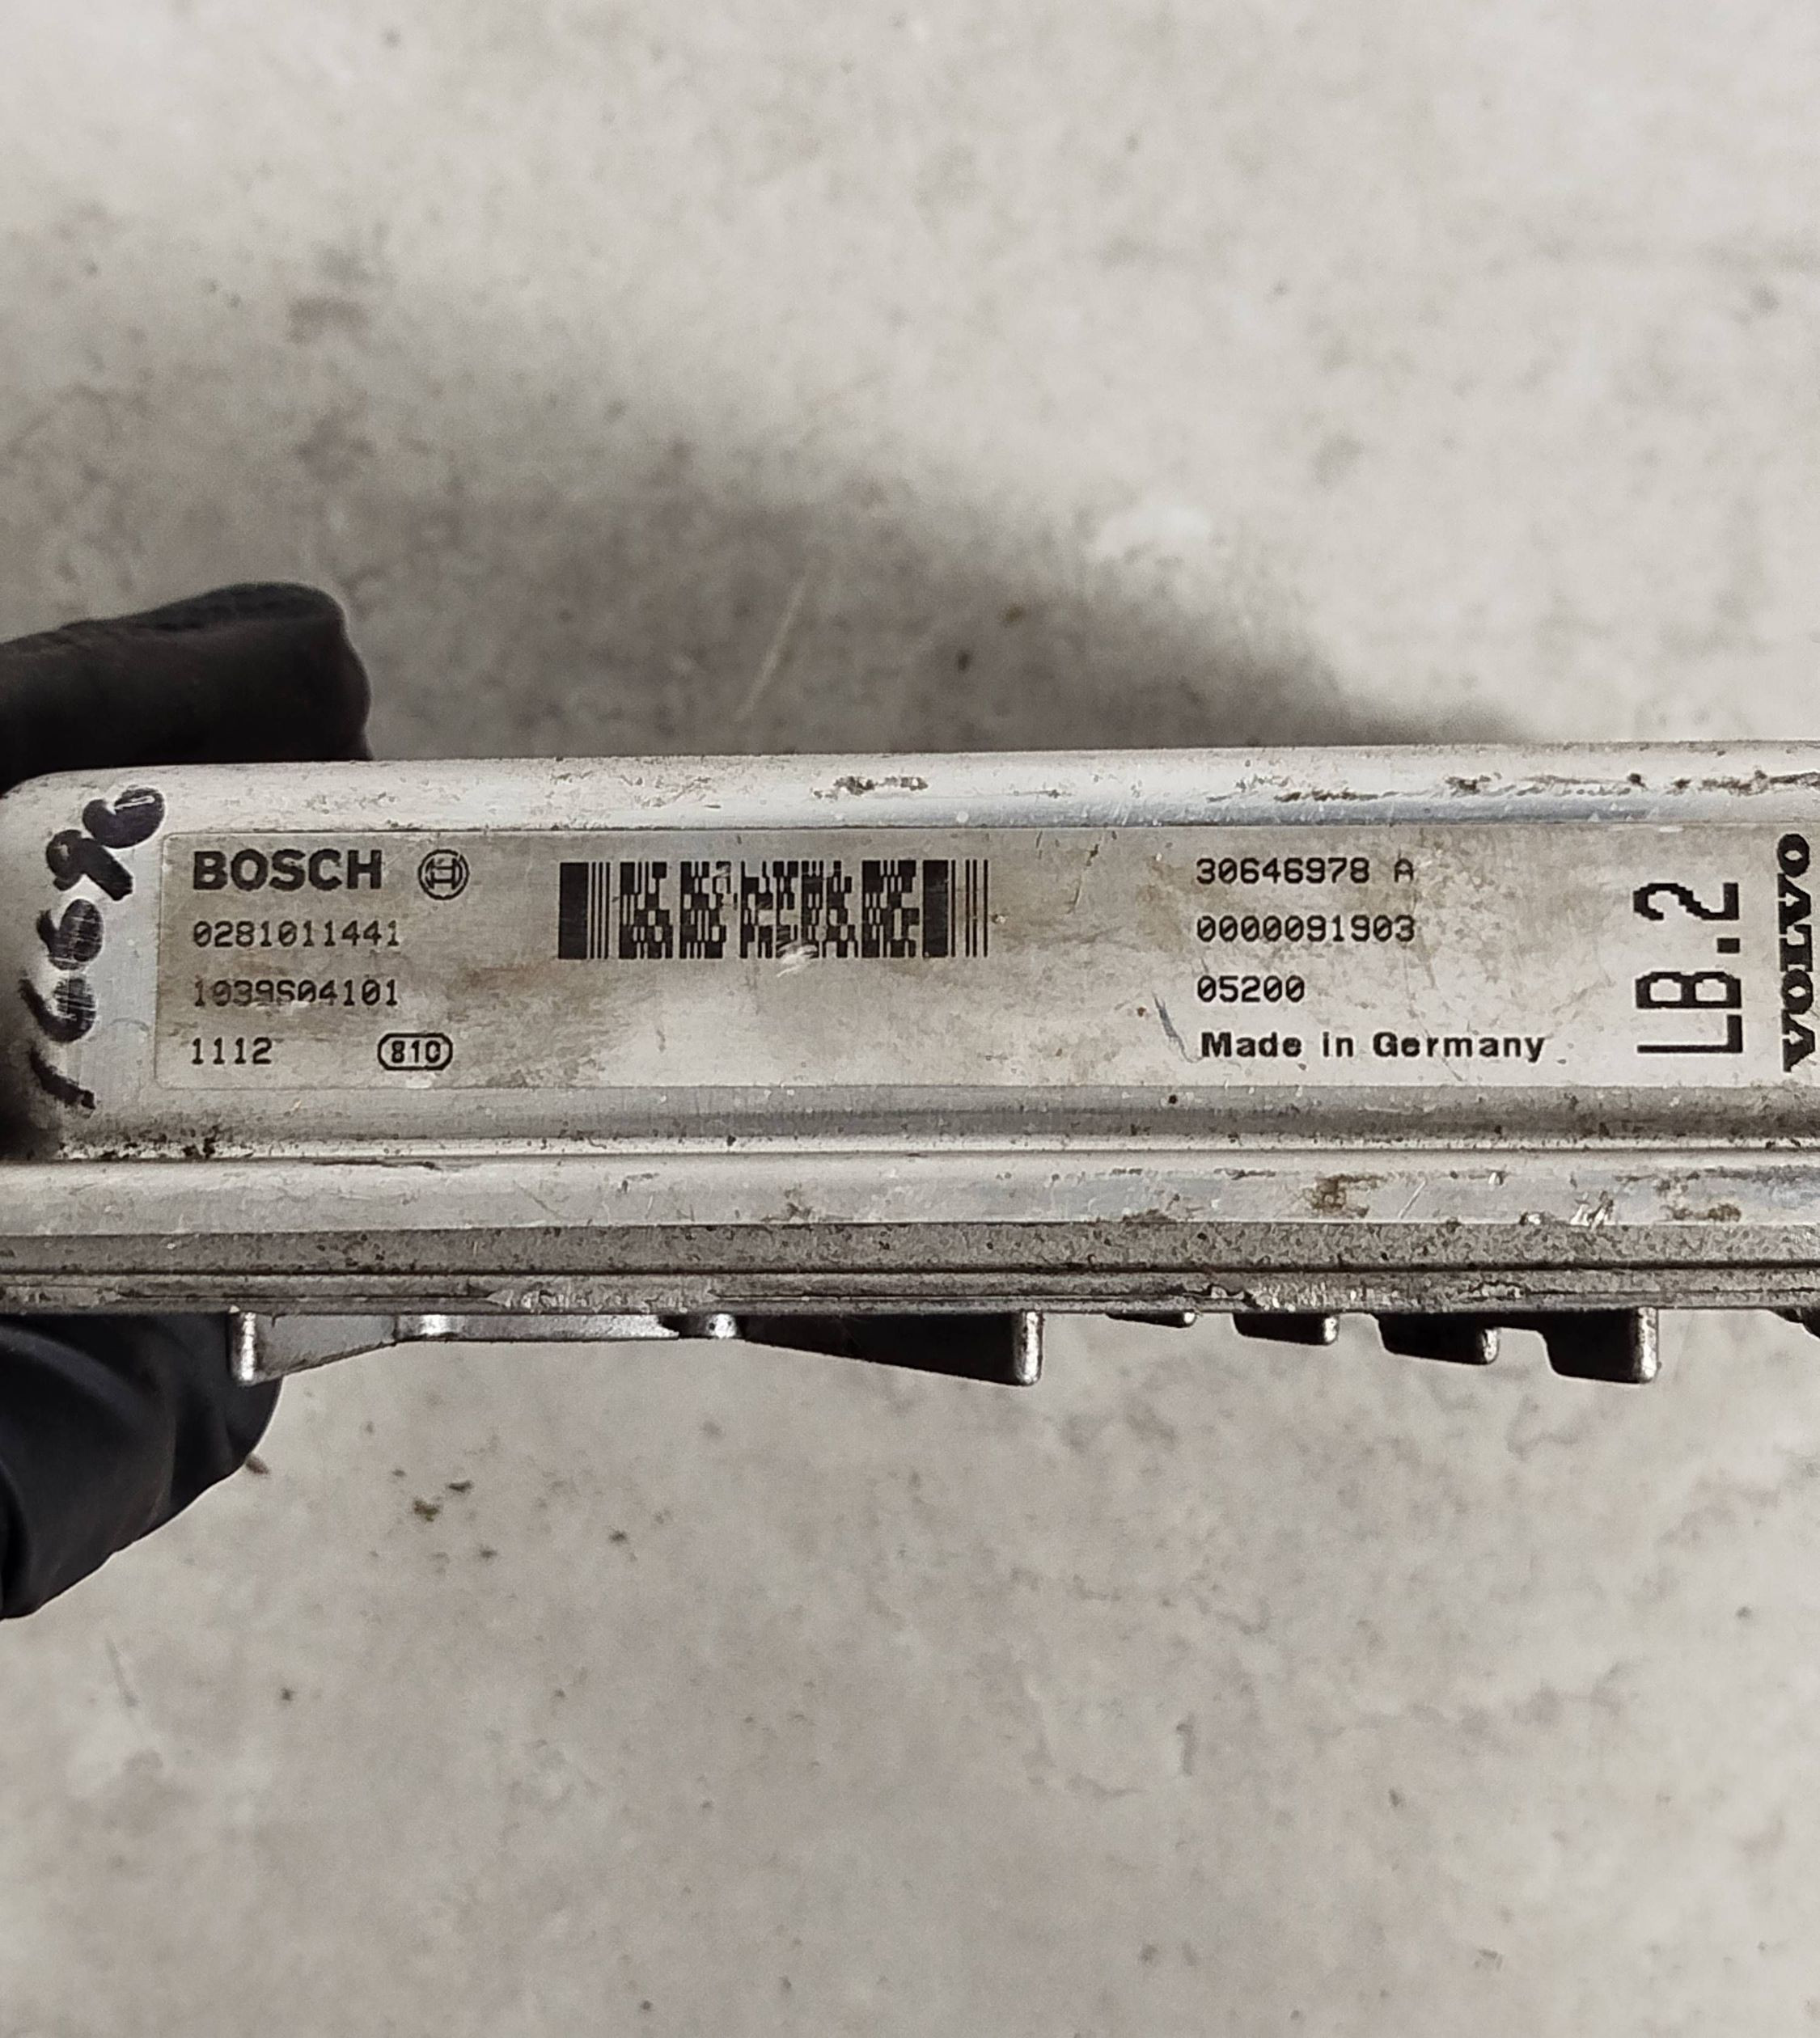 BOSCH
0281011441
1039S04101
1112 810
30646978 A
0000091903
05200
Made in Germany
LB.2
VOLVO